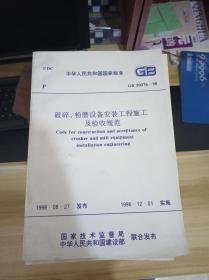 UDC
中华人民共和国国家标准
GB
P
GB 50276-98
破碎、粉磨设备安装工程施工
及验收规范
Code for construction and acceptance of
crusher and mill equipment
installation engineering
1998-08-27 发布
1998-12-01 实施
国家技术监督局
中华人民共和国建设部
联合发布